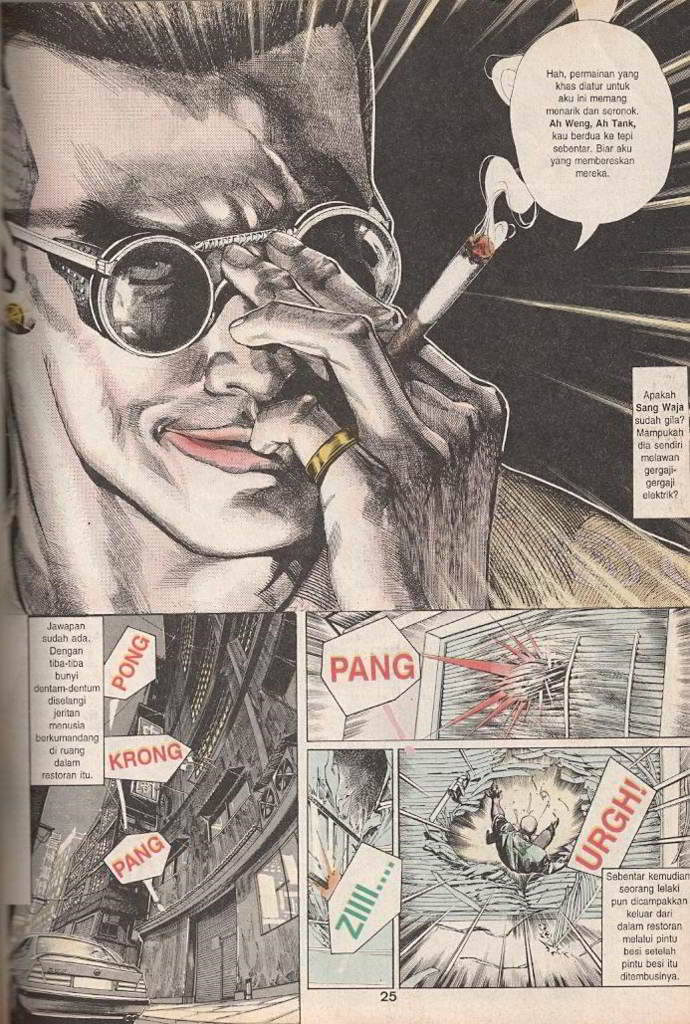 Hah, permainan yang
khas diatur untuk
aku ini memang
menarik dan seronok.
Ah Weng, Ah Tank,
kau berdua ke tepi
sebentar. Biar aku
yang membereskan
mereka.
Apakah
Sang Waja
sudah gila?
Mampukah
dia sendiri
melawan
gergaji-
gergaji
elektrik?
Jawapan
sudah ada.
Dengan
tiba-tiba
bunyi
dentam-dentum
diselangi
jeritan
manusia
berkumandang
di ruang
dalam
restoran itu.
PONG
KRONG
PANG
PANG
ZIIII....
URGH!
Sebentar kemudian
seorang lelaki
pun dicampakkan
keluar dari
dalam restoran
melalui pintu
besi setelah
pintu besi itu
ditembusinya.
25